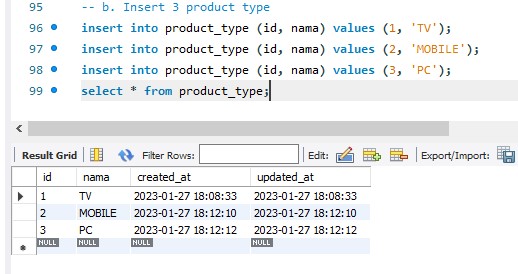 95 -- b. Insert 3 product type
96 insert into product_type (id, nama) values (1, 'TV');
97 insert into product_type (id, nama) values (2, 'MOBILE');
98 insert into product_type (id, nama) values (3, 'PC');
99 select * from product_type;
Result Grid Filter Rows: Edit: Export/Import:
id nama created_at updated_at
1 TV 2023-01-27 18:08:33 2023-01-27 18:08:33
2 MOBILE 2023-01-27 18:12:10 2023-01-27 18:12:10
3 PC 2023-01-27 18:12:12 2023-01-27 18:12:12
NULL NULL NULL NULL